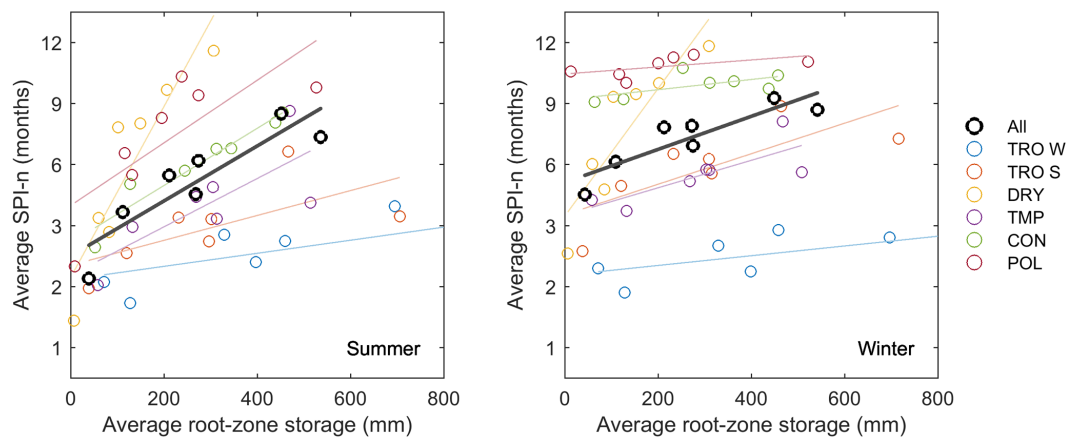 Average SPI-n (months)
12
9
6
3
2
1
Summer
0
200
400
600
800
Average root-zone storage (mm)
Average SPI-n (months)
12
9
6
3
2
1
Winter
0
200
400
600
800
Average root-zone storage (mm)
All
TRO W
TRO S
DRY
TMP
CON
POL